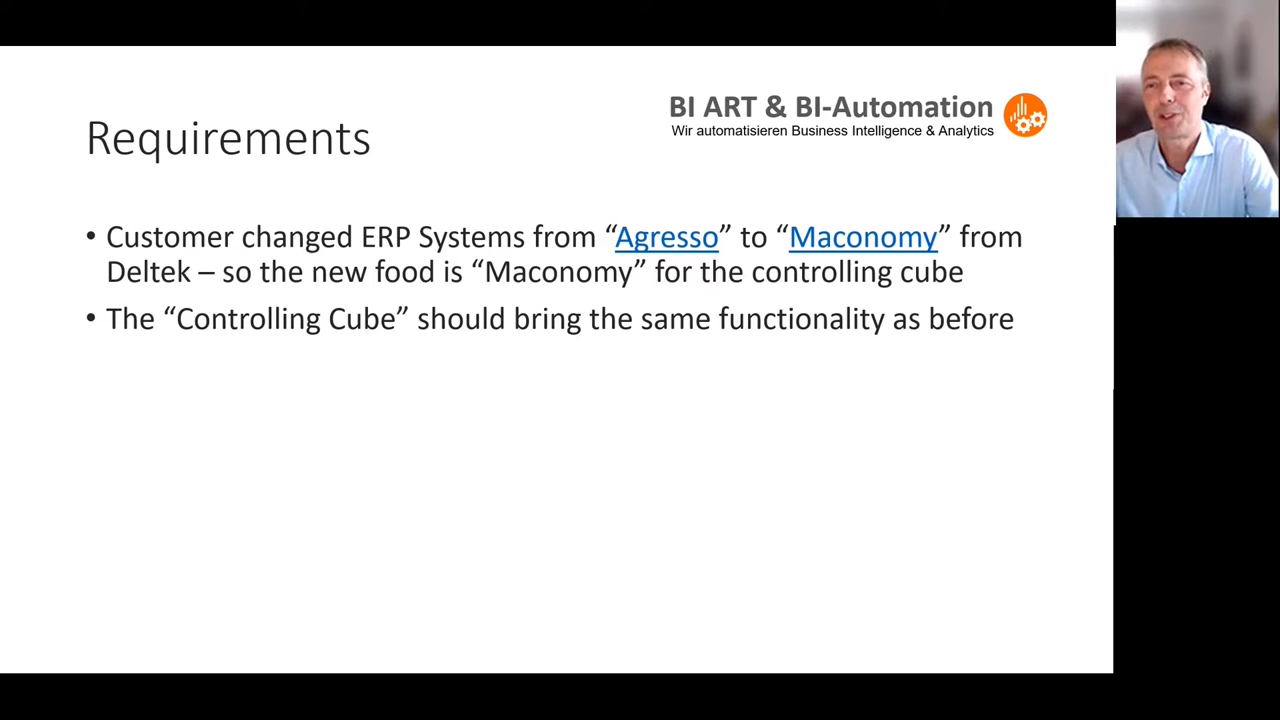 BI ART & BI-Automation
Wir automatisieren Business Intelligence & Analytics
Requirements
• Customer changed ERP Systems from “Agresso” to “Maconomy” from
Deltek – so the new food is “Maconomy” for the controlling cube
• The “Controlling Cube” should bring the same functionality as before